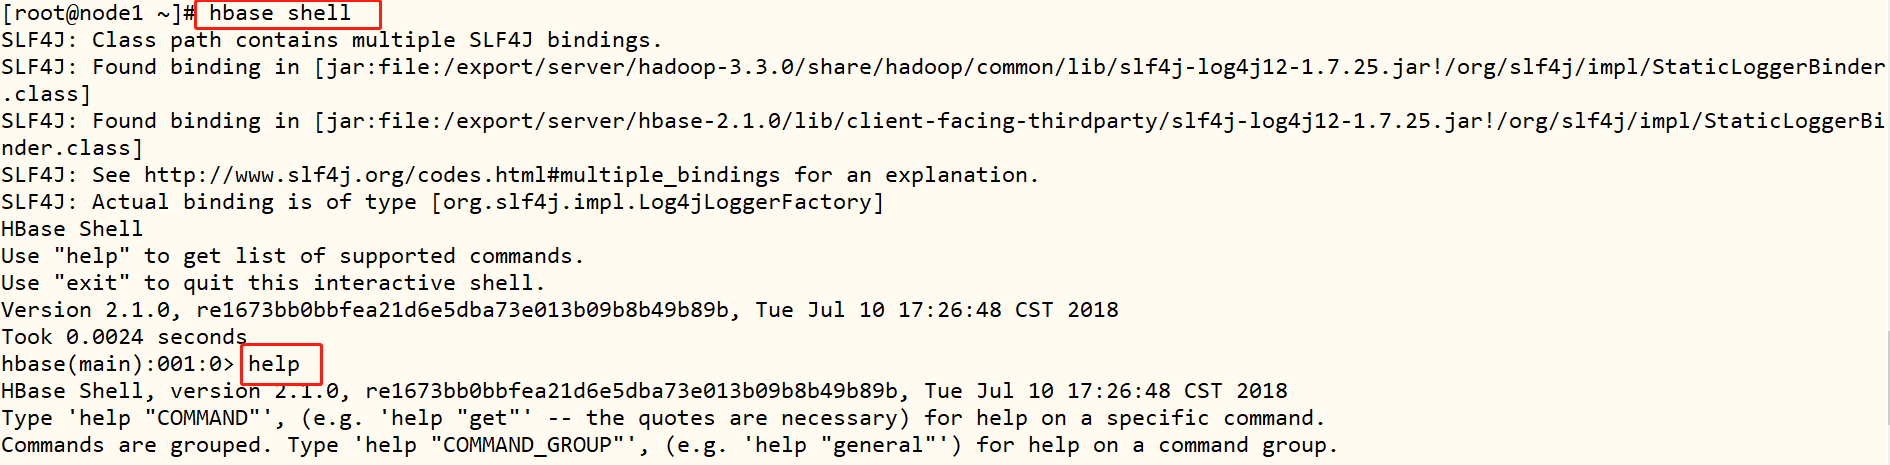 [root@node1 ~]# hbase shell
SLF4J: Class path contains multiple SLF4J bindings.
SLF4J: Found binding in [jar:file:/export/server/hadoop-3.3.0/share/hadoop/common/lib/slf4j-log4j12-1.7.25.jar!/org/slf4j/impl/StaticLoggerBinder
.class]
SLF4J: Found binding in [jar:file:/export/server/hbase-2.1.0/lib/client-facing-thirdparty/slf4j-log4j12-1.7.25.jar!/org/slf4j/impl/StaticLoggerBi
nder.class]
SLF4J: See http://www.slf4j.org/codes.html#multiple_bindings for an explanation.
SLF4J: Actual binding is of type [org.slf4j.impl.Log4jLoggerFactory]
HBase Shell
Use "help" to get list of supported commands.
Use "exit" to quit this interactive shell.
Version 2.1.0, re1673bb0bbfea21d6e5dba73e013b09b8b49b89b, Tue Jul 10 17:26:48 CST 2018
Took 0.0024 seconds
hbase(main):001:0> help
HBase Shell, version 2.1.0, re1673bb0bbfea21d6e5dba73e013b09b8b49b89b, Tue Jul 10 17:26:48 CST 2018
Type 'help "COMMAND"', (e.g. 'help "get"' -- the quotes are necessary) for help on a specific command.
Commands are grouped. Type 'help "COMMAND_GROUP"', (e.g. 'help "general"') for help on a command group.